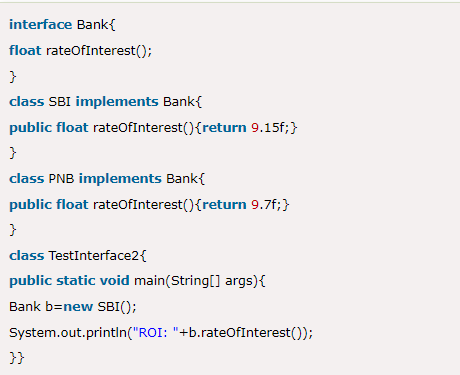 interface Bank{
float rateOfInterest();
}
class SBI implements Bank{
public float rateOfInterest(){return 9.15f;}
}
class PNB implements Bank{
public float rateOfInterest(){return 9.7f;}
}
class TestInterface2{
public static void main(String[] args){
Bank b=new SBI();
System.out.println("ROI: "+b.rateOfInterest());
}}